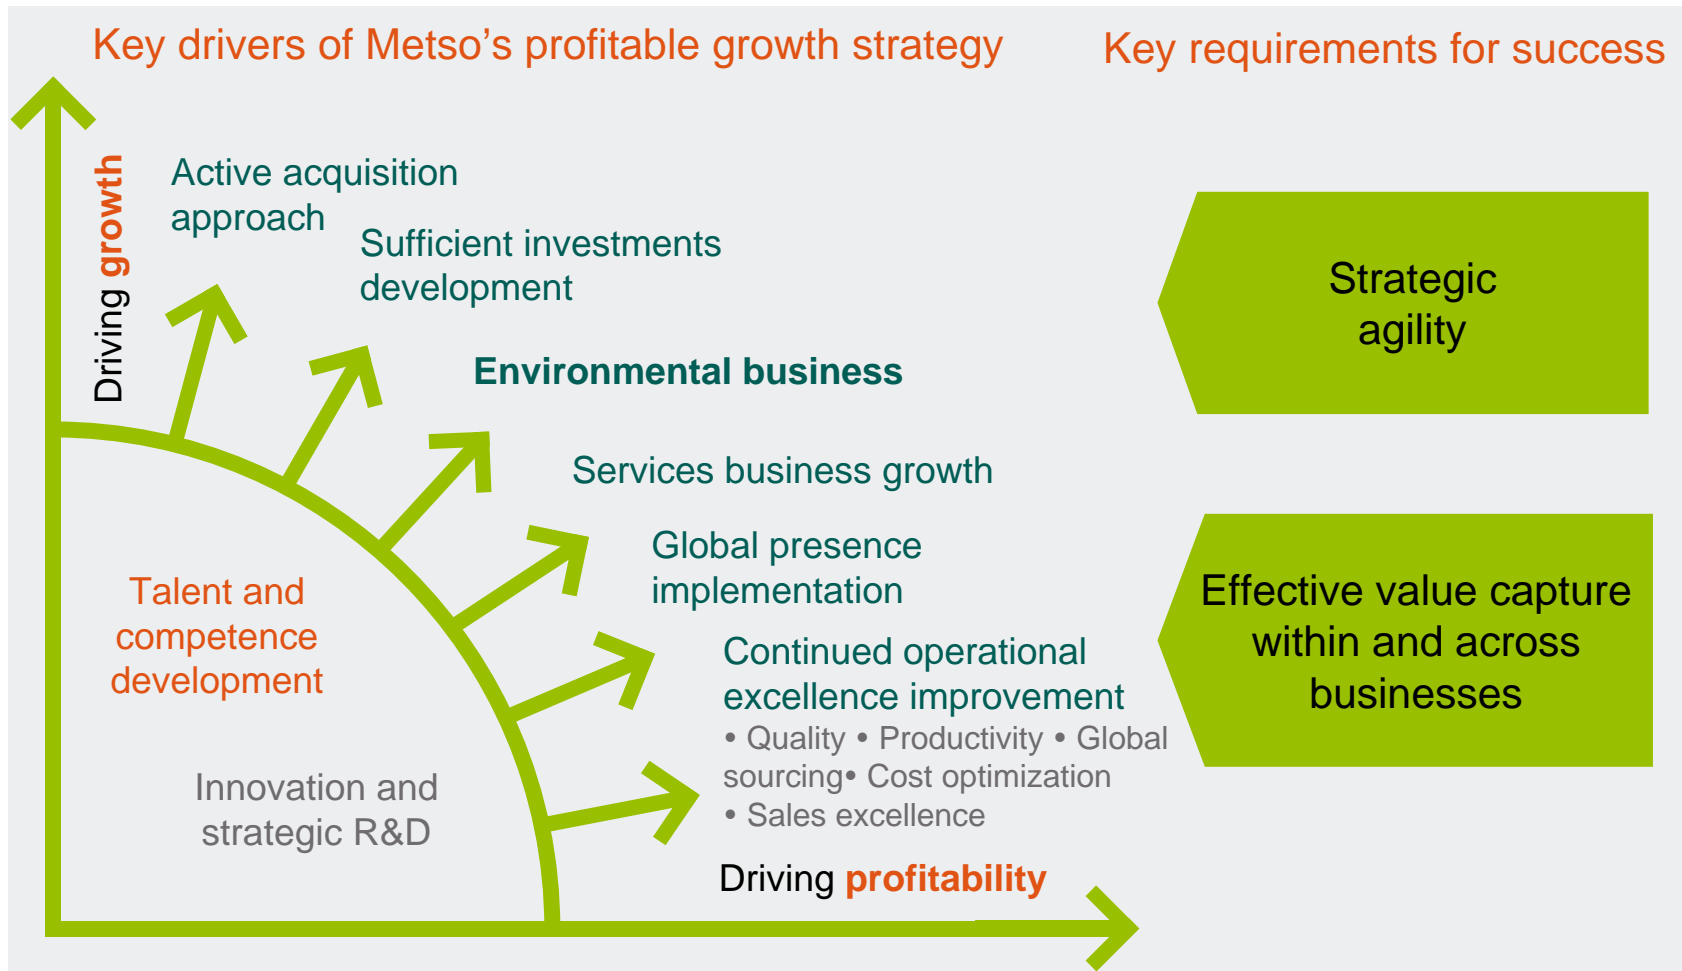 Key drivers of Metso’s profitable growth strategy
Key requirements for success
Driving growth
Active acquisition
approach
Sufficient investments
development
Environmental business
Services business growth
Global presence
implementation
Continued operational
excellence improvement
• Quality • Productivity • Global
sourcing• Cost optimization
• Sales excellence
Driving profitability
Talent and
competence
development
Innovation and
strategic R&D
Strategic
agility
Effective value capture
within and across
businesses